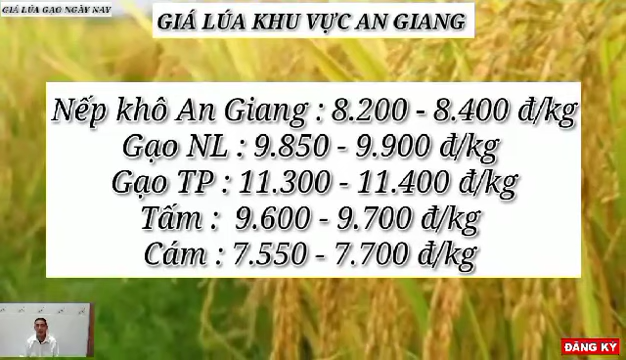 GIÁ LÚA GẠO NGÀY NAY
GIÁ LÚA KHU VỰC AN GIANG
Nếp khô An Giang : 8.200 - 8.400 đ/kg
Gạo NL : 9.850 - 9.900 đ/kg
Gạo TP : 11.300 - 11.400 đ/kg
Tấm : 9.600 - 9.700 đ/kg
Cám : 7.550 - 7.700 đ/kg
ĐĂNG KÝ